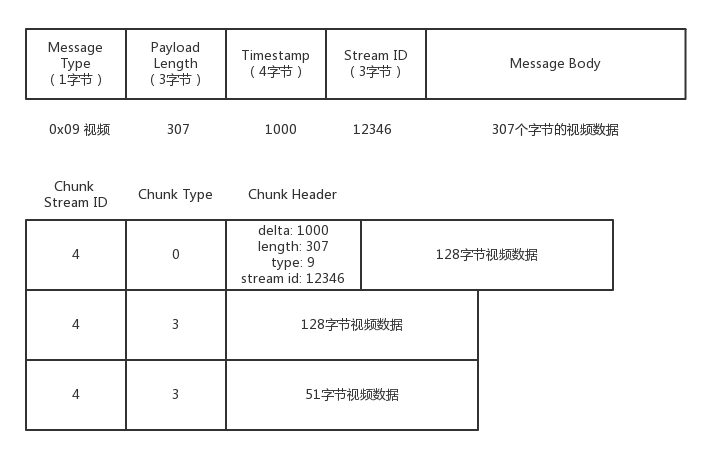 Message
Type
（1字节）
Payload
Length
（3字节）
Timestamp
（4字节）
Stream ID
（3字节）
Message Body
0x09 视频
307
1000
12346
307个字节的视频数据
Chunk
Stream ID
Chunk Type
Chunk Header
4
0
delta: 1000
length: 307
type: 9
stream id: 12346
128字节视频数据
4
3
128字节视频数据
4
3
51字节视频数据